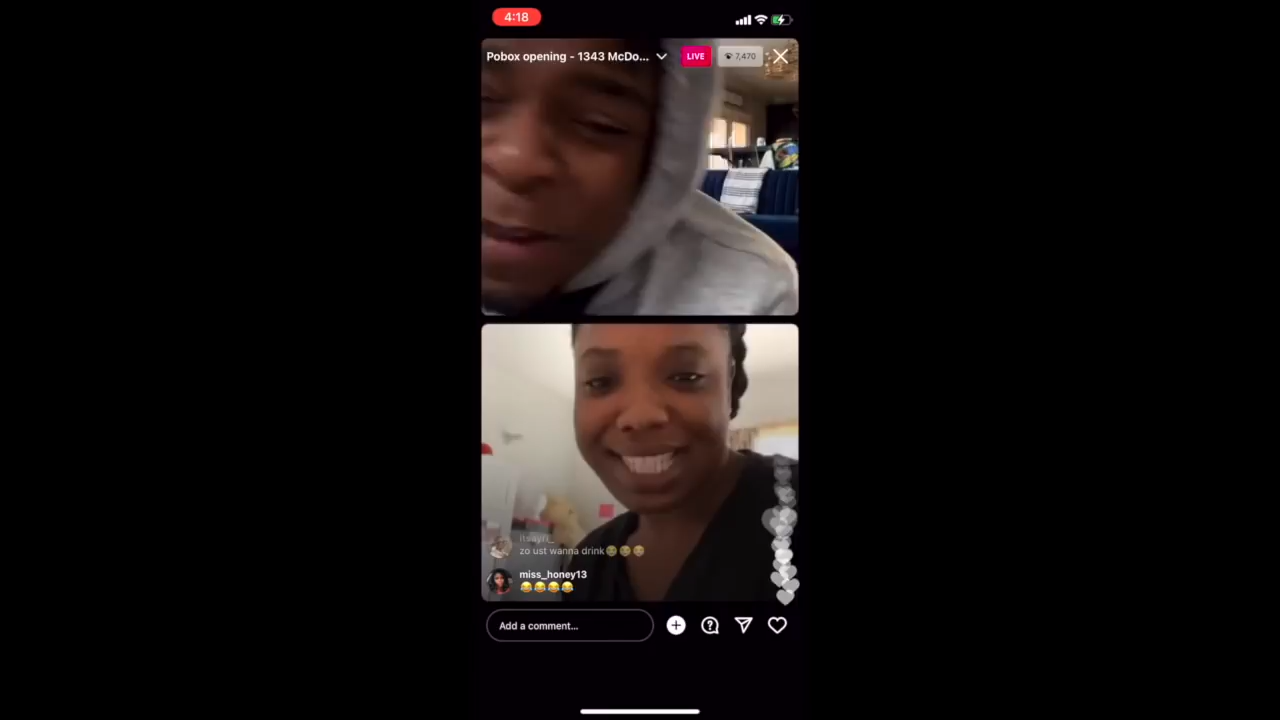 4:18
Pobox opening - 1343 McDo...
LIVE
7,470
itsayri_
zo ust wanna drink🥹🥹🥹
miss_honey13
😂😂😂😂
Add a comment...